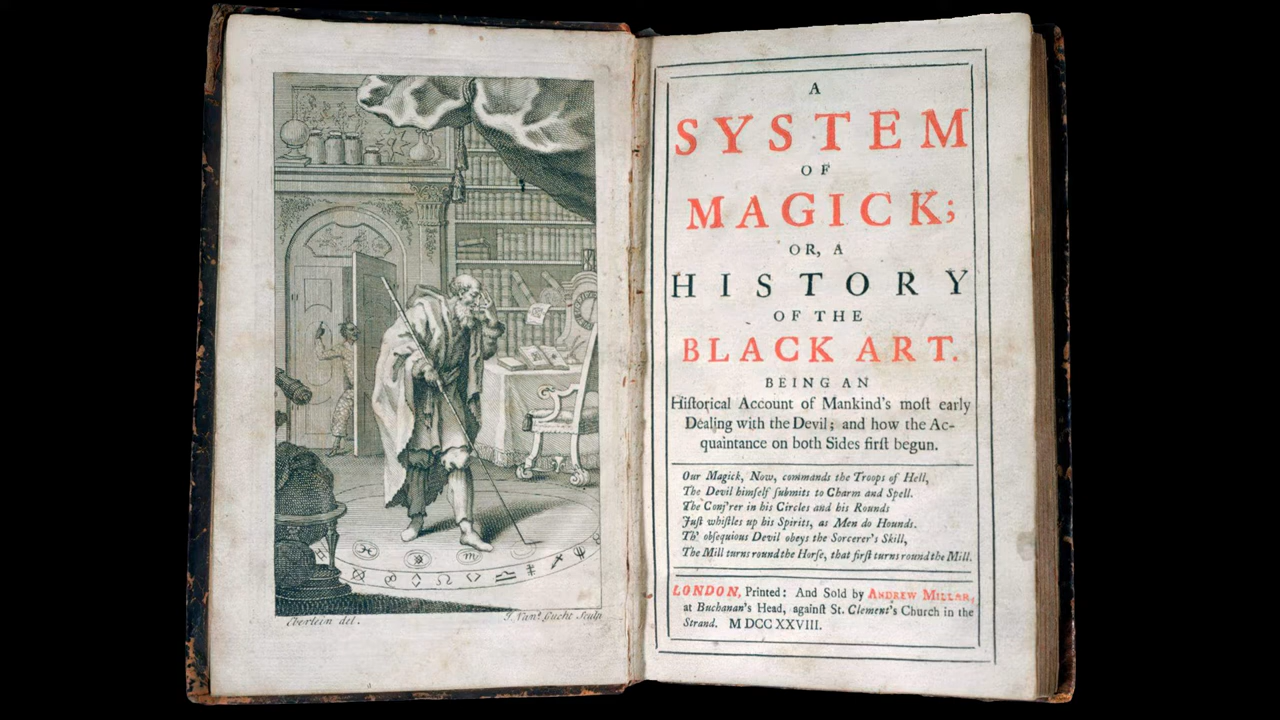 Eberlein del.
J. Van.ᵈ Gucht Sculp
A
SYSTEM
OF
MAGICK;
OR, A
HISTORY
OF THE
BLACK ART.
BEING AN
Hiſtorical Account of Mankind's moſt early
Dealing with the Devil; and how the Ac-
quaintance on both Sides firſt begun.
Our Magick, Now, commands the Troops of Hell,
The Devil himſelf ſubmits to Charm and Spell.
The Conj'rer in his Circles and his Rounds
Juſt whiſtles up his Spirits, as Men do Hounds.
Th' obſequious Devil obeys the Sorcerer's Skill,
The Mill turns round the Horſe, that firſt turns round the Mill.
LONDON, Printed: And Sold by ANDREW MILLAR,
at Buchanan's Head, againſt St. Clement's Church in the
Strand. M DCC XXVIII.